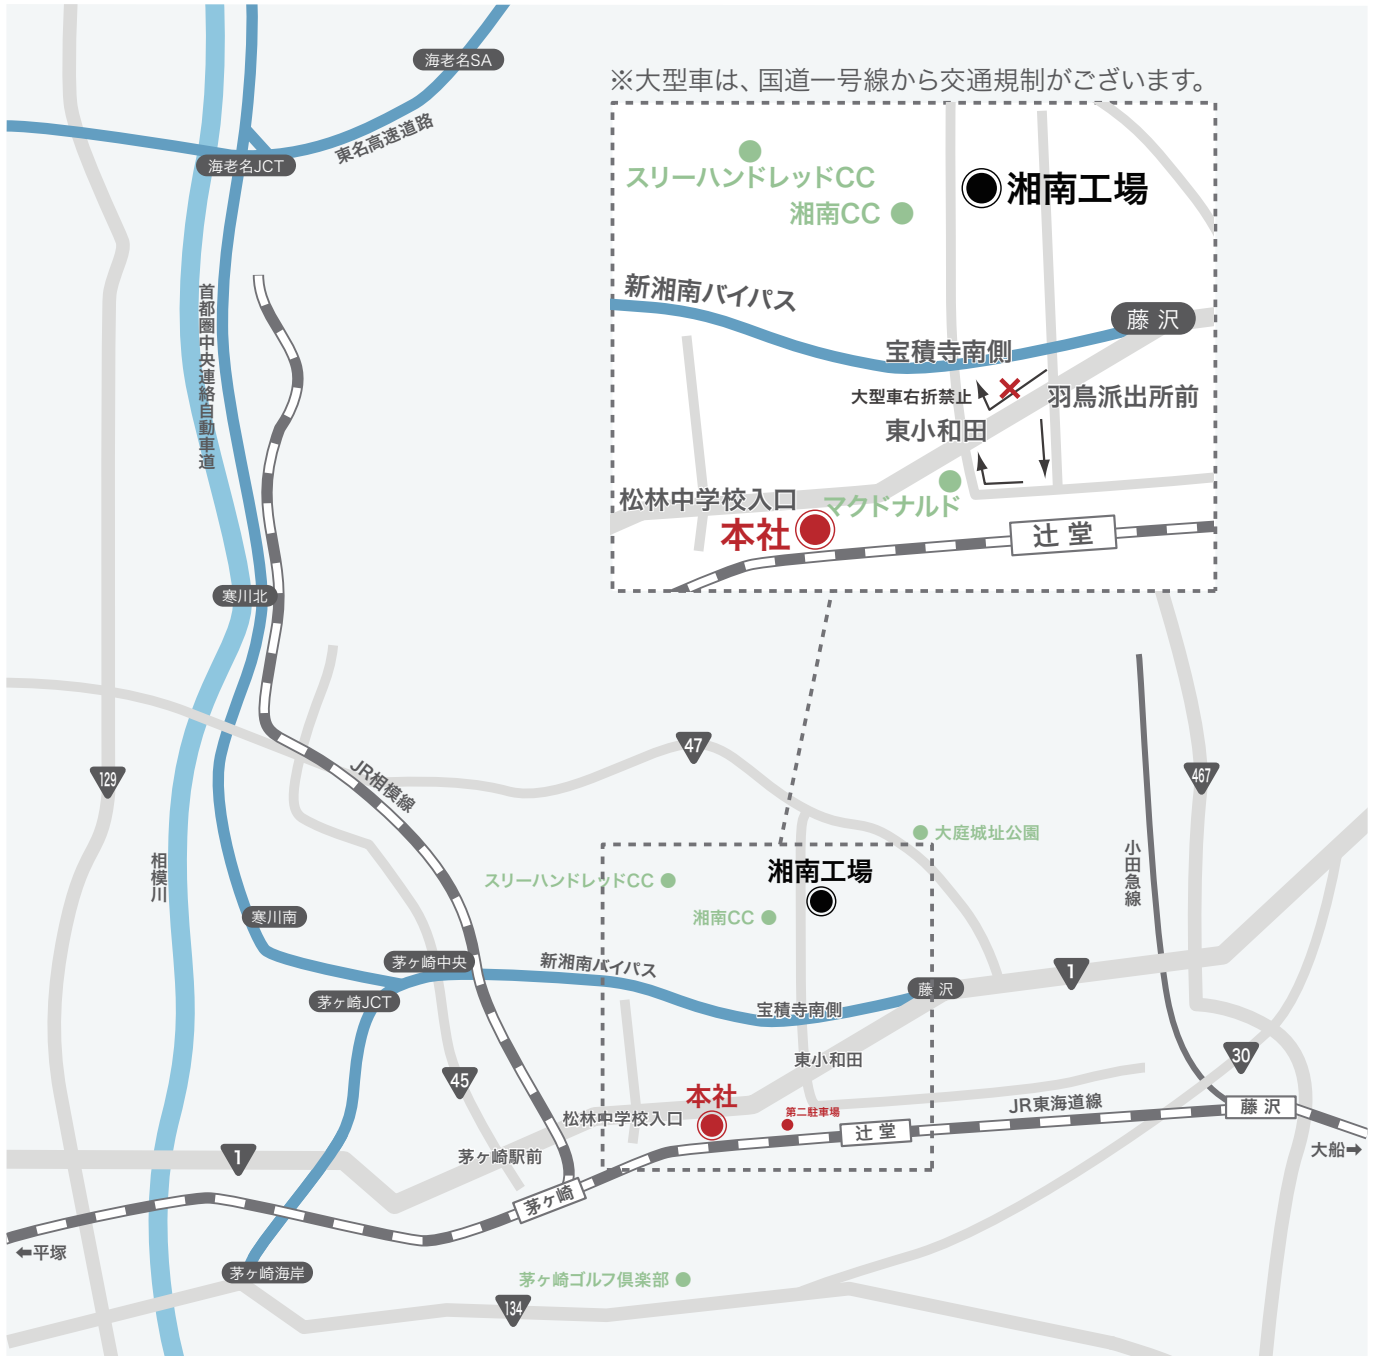 海老名SA
※大型車は、国道一号線から交通規制がございます。
東名高速道路
海老名JCT
スリーハンドレッドCC
湘南CC
湘南工場
新湘南バイパス
藤 沢
宝積寺南側
大型車右折禁止
羽鳥派出所前
東小和田
松林中学校入口
マクドナルド
本社
辻 堂
首都圏中央連絡自動車道
寒川北
JR相模線
47
129
467
相模川
大庭城址公園
湘南工場
スリーハンドレッドCC
湘南CC
小田急線
寒川南
茅ヶ崎中央
新湘南バイパス
1
茅ヶ崎JCT
藤 沢
宝積寺南側
東小和田
30
45
本社
第二駐車場
松林中学校入口
JR東海道線
藤 沢
辻 堂
1
茅ヶ崎駅前
大船➡
茅ヶ崎
⬅平塚
茅ヶ崎海岸
茅ヶ崎ゴルフ倶楽部
134